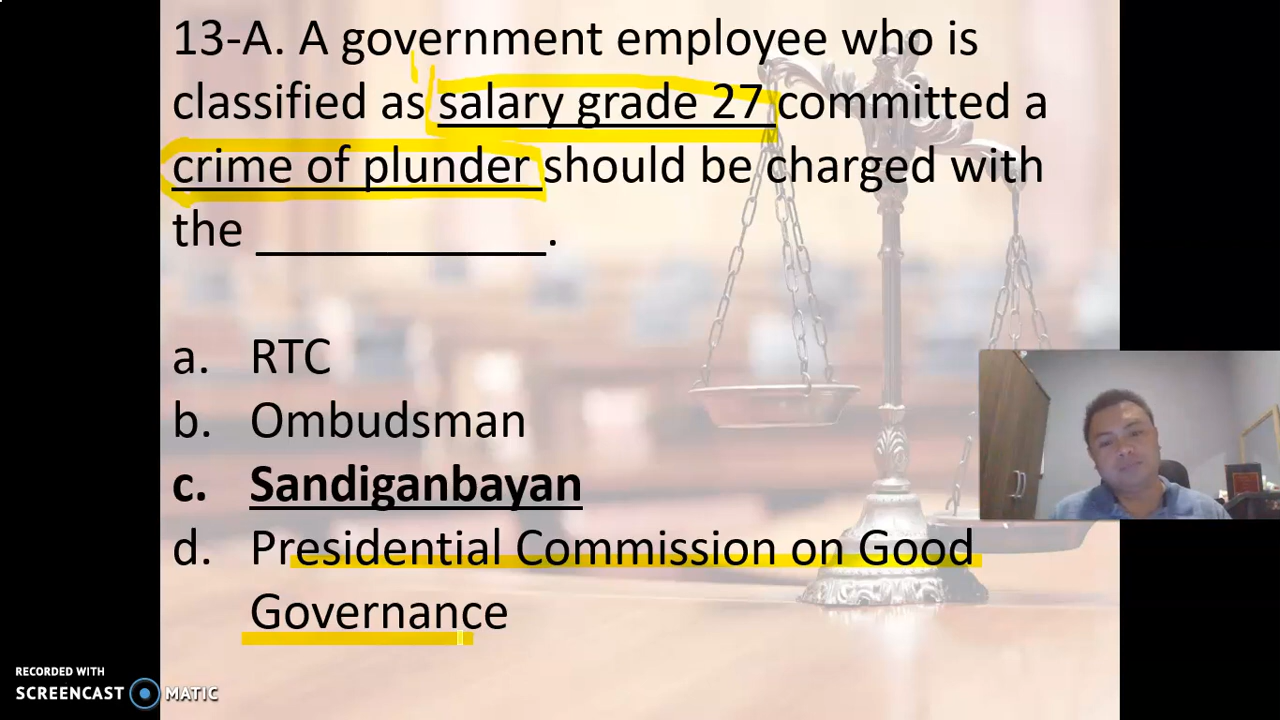 13-A. A government employee who is
classified as salary grade 27 committed a
crime of plunder should be charged with
the ____________.
a. RTC
b. Ombudsman
c. Sandiganbayan
d. Presidential Commission on Good
Governance
RECORDED WITH
SCREENCAST MATIC